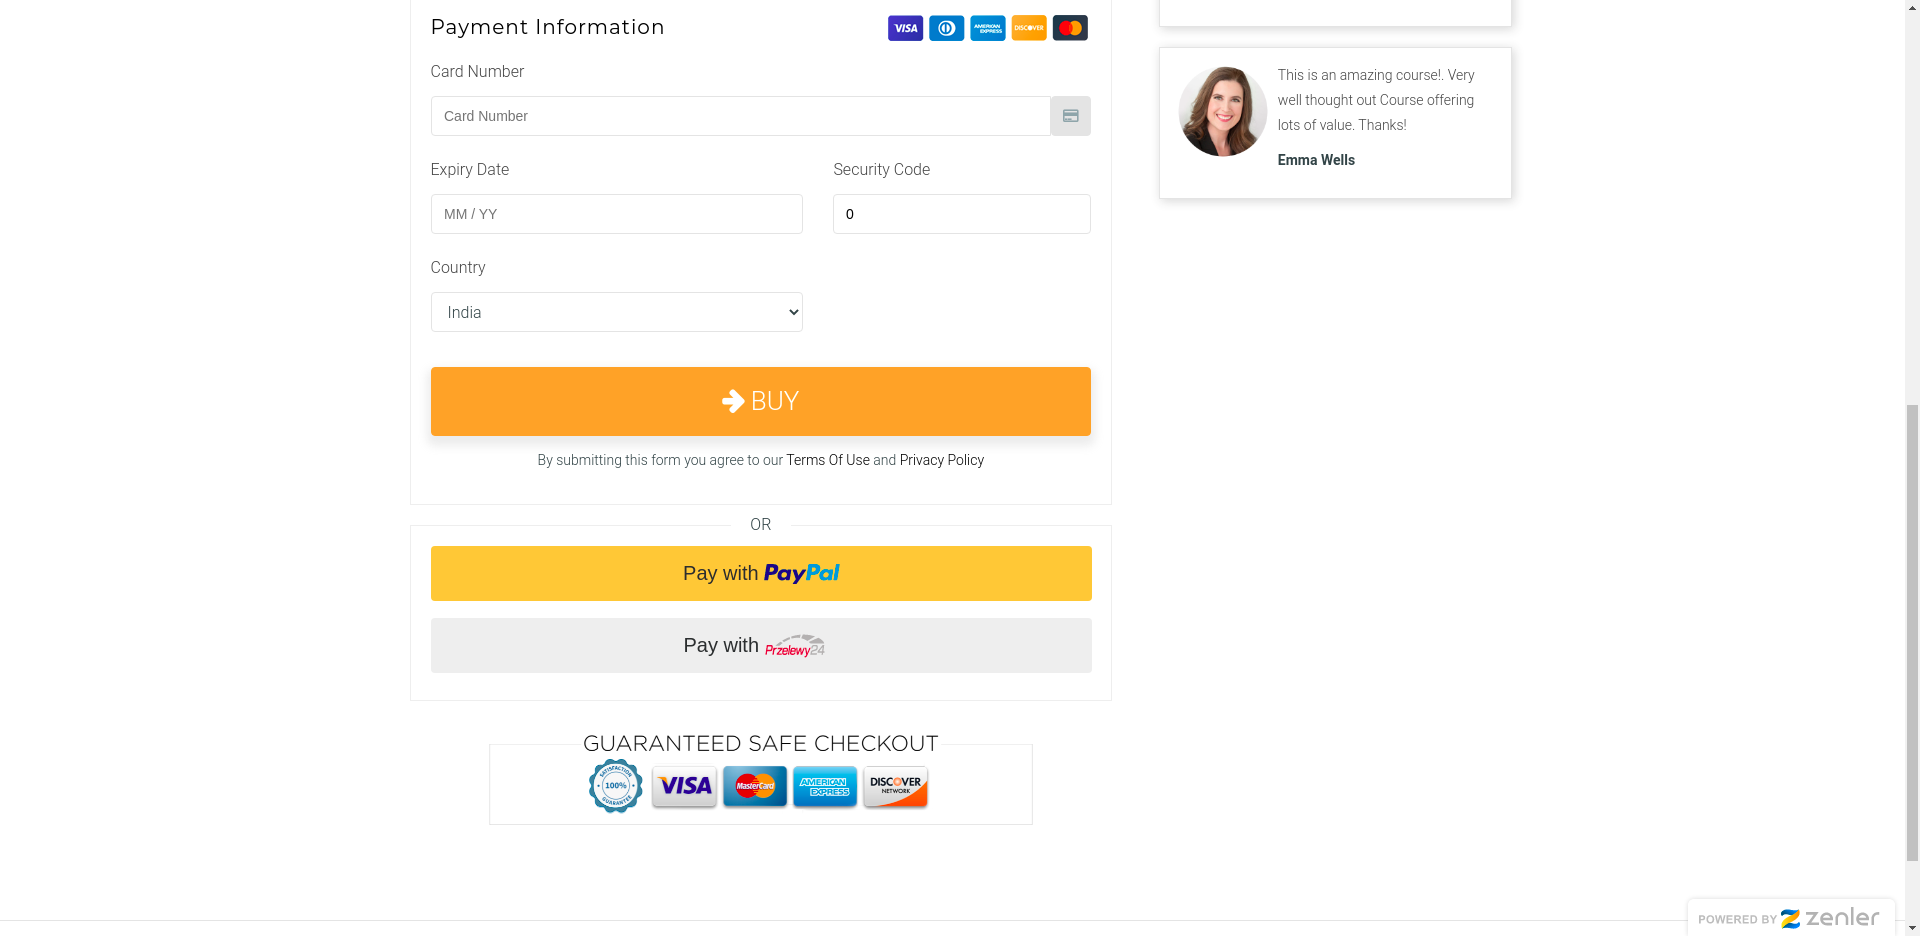 Payment Information
VISA
AMERICAN EXPRESS
DISCOVER
Card Number
Card Number
Expiry Date
Security Code
MM / YY
0
Country
India
BUY
By submitting this form you agree to our Terms Of Use and Privacy Policy
OR
Pay with PayPal
Pay with Przelewy24
GUARANTEED SAFE CHECKOUT
SATISFACTION
100%
GUARANTEE
VISA
MasterCard
AMERICAN EXPRESS
DISCOVER
NETWORK
This is an amazing course!. Very
well thought out Course offering
lots of value. Thanks!
Emma Wells
POWERED BY zenler